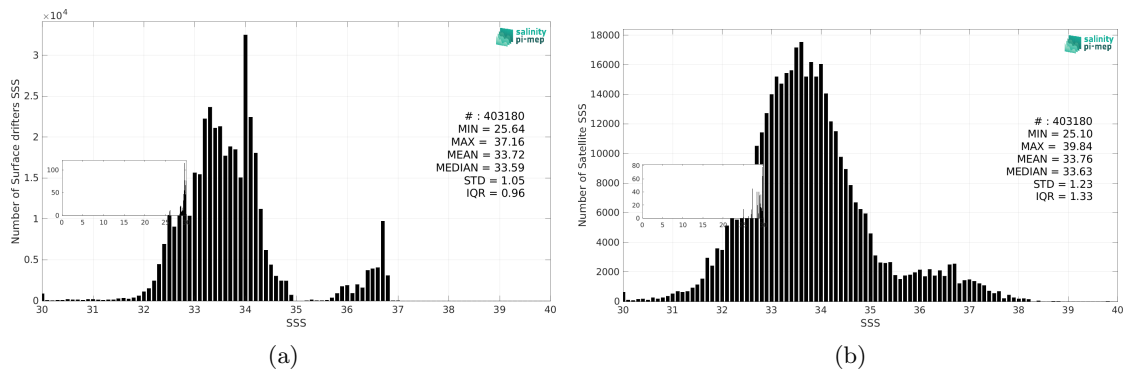 ×10⁴
3
2.5
2
1.5
1
0.5
0
Number of Surface drifters SSS
salinity
pi-mep
# : 403180
MIN = 25.64
MAX = 37.16
MEAN = 33.72
MEDIAN = 33.59
STD = 1.05
IQR = 0.96
100
50
0
0 5 10 15 20 25
30 31 32 33 34 35 36 37 38 39 40
SSS
(a)
18000
16000
14000
12000
10000
8000
6000
4000
2000
0
Number of Satellite SSS
salinity
pi-mep
# : 403180
MIN = 25.10
MAX = 39.84
MEAN = 33.76
MEDIAN = 33.63
STD = 1.23
IQR = 1.33
80
60
40
20
0
0 5 10 15 20 25
30 31 32 33 34 35 36 37 38 39 40
SSS
(b)